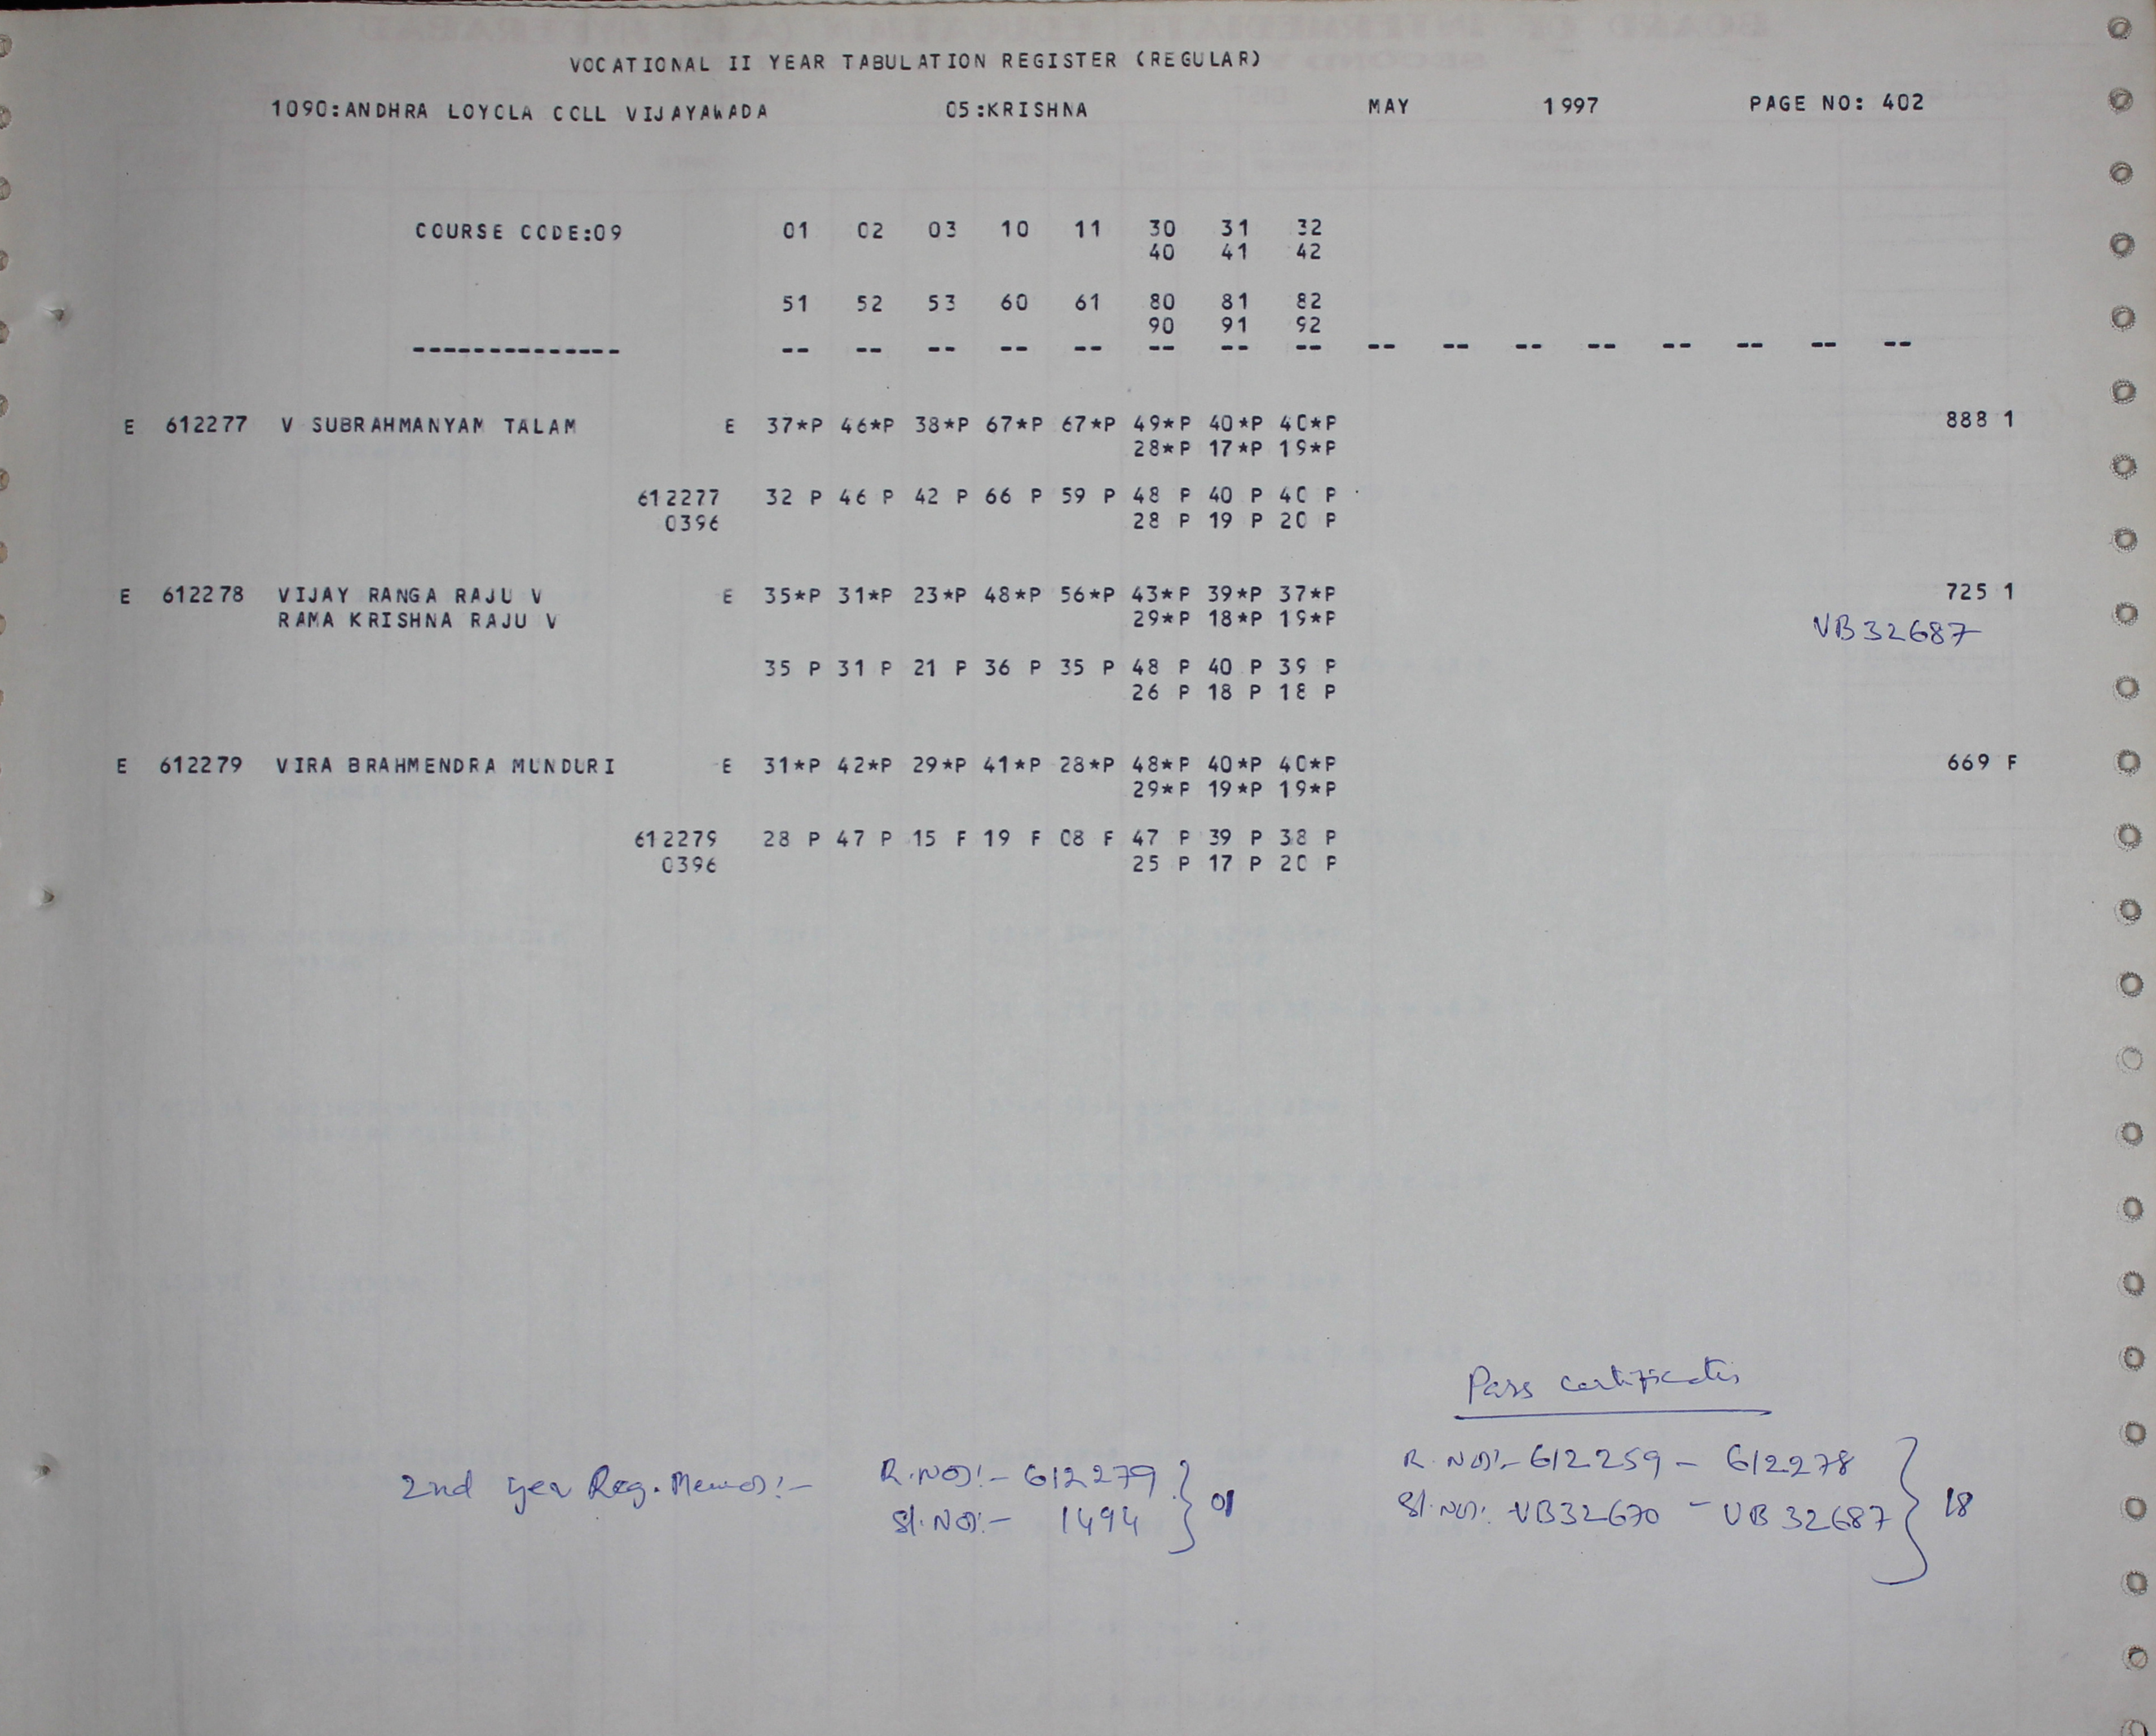 VOCATIONAL II YEAR TABULATION REGISTER (REGULAR)
1090:ANDHRA LOYCLA CCLL VIJAYAWADA 05:KRISHNA MAY 1997 PAGE NO: 402
COURSE CCDE:09 01 02 03 10 11 30 31 32
40 41 42
51 52 53 60 61 80 81 82
90 91 92
-------------- -- -- -- -- -- -- -- -- -- -- -- -- -- -- -- --
E 612277 V SUBRAHMANYAM TALAM E 37*P 46*P 38*P 67*P 67*P 49*P 40*P 40*P 888 1
28*P 17*P 19*P
612277 32 P 46 P 42 P 66 P 59 P 48 P 40 P 40 P
0396 28 P 19 P 20 P
E 612278 VIJAY RANGA RAJU V E 35*P 31*P 23*P 48*P 56*P 43*P 39*P 37*P 725 1
RAMA KRISHNA RAJU V 29*P 18*P 19*P VB32687
35 P 31 P 21 P 36 P 35 P 48 P 40 P 39 P
26 P 18 P 18 P
E 612279 VIRA BRAHMENDRA MUNDURI E 31*P 42*P 29*P 41*P 28*P 48*P 40*P 40*P 669 F
29*P 19*P 19*P
612279 28 P 47 P 15 F 19 F 08 F 47 P 39 P 38 P
0396 25 P 17 P 20 P
Pass certificates
2nd year Reg. Memos:- R.NO:- 612279 } 01 R.NO:- 612259 - 612278 } 18
Sl.NO:- 1494 Sl.NO: VB32670 - VB32687